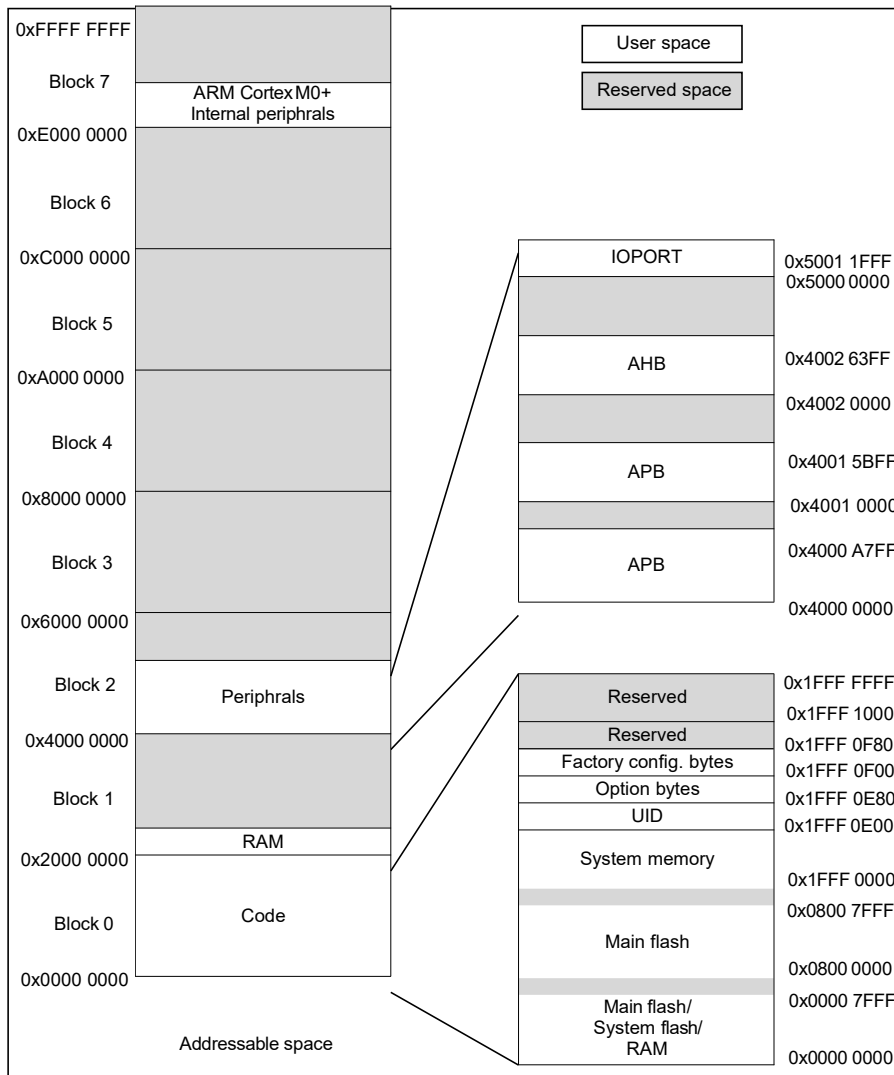 0xFFFF FFFF
Block 7
ARM Cortex M0+
Internal periphrals
0xE000 0000
Block 6
0xC000 0000
Block 5
0xA000 0000
Block 4
0x8000 0000
Block 3
0x6000 0000
Block 2
Periphrals
0x4000 0000
Block 1
RAM
0x2000 0000
Code
Block 0
0x0000 0000
Addressable space
User space
Reserved space
IOPORT
0x5001 1FFF
0x5000 0000
AHB
0x4002 63FF
0x4002 0000
APB
0x4001 5BFF
0x4001 0000
APB
0x4000 A7FF
0x4000 0000
Reserved
0x1FFF FFFF
0x1FFF 1000
Reserved
0x1FFF 0F80
Factory config. bytes
0x1FFF 0F00
Option bytes
0x1FFF 0E80
UID
0x1FFF 0E00
System memory
0x1FFF 0000
0x0800 7FFF
Main flash
0x0800 0000
0x0000 7FFF
Main flash/
System flash/
RAM
0x0000 0000